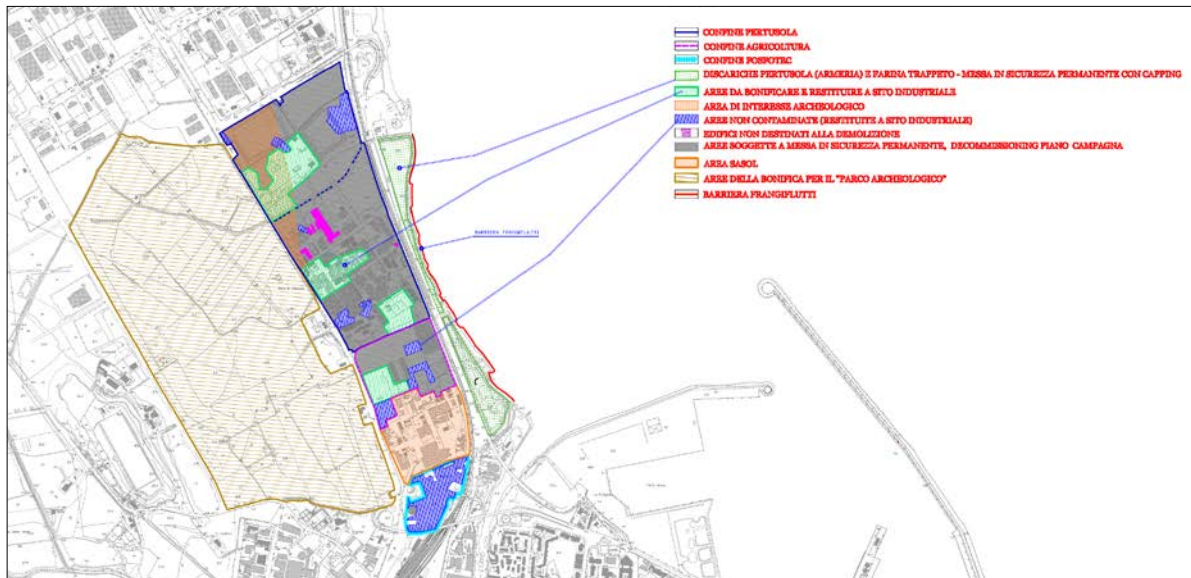 CONFINE PERTUSOLA
CONFINE AGRICOLTURA
CONFINE FOSFOTEC
DISCARICHE PERTUSOLA (ARMERIA) E FARINA TRAPPETO - MESSA IN SICUREZZA PERMANENTE CON CAPPING
AREE DA BONIFICARE E RESTITUIRE A SITO INDUSTRIALE
AREA DI INTERESSE ARCHEOLOGICO
AREE NON CONTAMINATE (RESTITUITE A SITO INDUSTRIALE)
EDIFICI NON DESTINATI ALLA DEMOLIZIONE
AREE SOGGETTE A MESSA IN SICUREZZA PERMANENTE, DECOMMISSIONING PIANO CAMPAGNA
AREA SASOL
AREE DELLA BONIFICA PER IL "PARCO ARCHEOLOGICO"
BARRIERA FRANGIFLUTTI
BARRIERA FRANGIFLUTTI